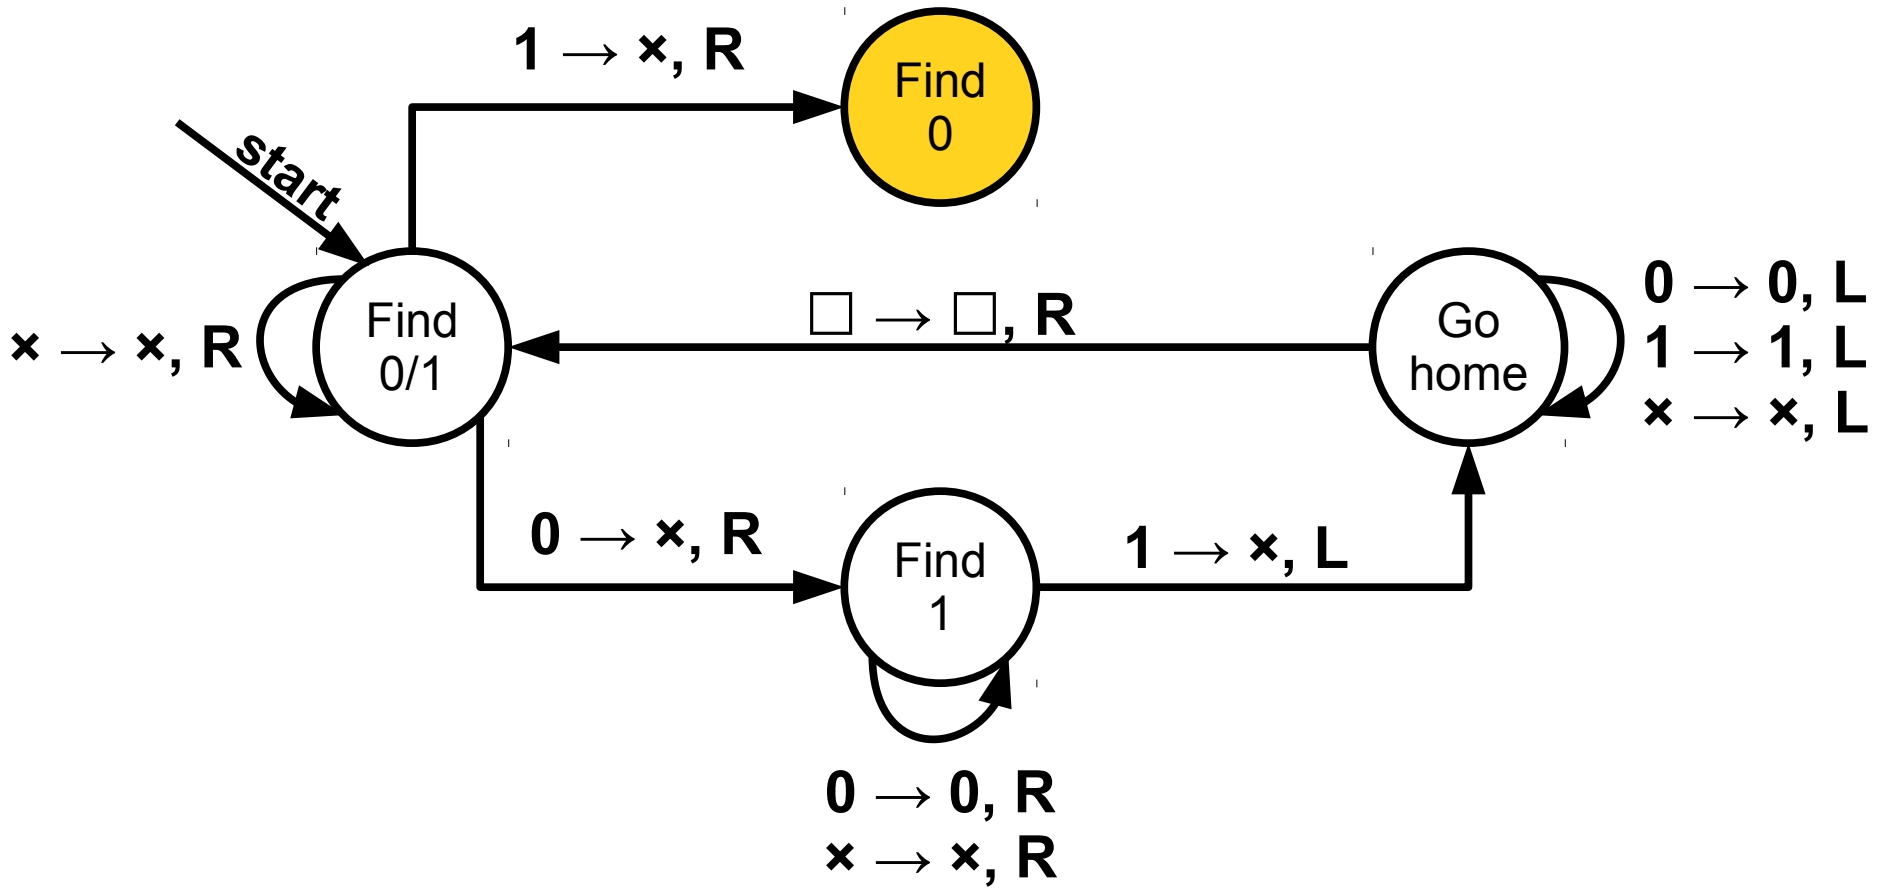 1 → ×, R
Find
0
start
Find
0/1
× → ×, R
□ → □, R
Go
home
0 → 0, L
1 → 1, L
× → ×, L
0 → ×, R
Find
1
1 → ×, L
0 → 0, R
× → ×, R